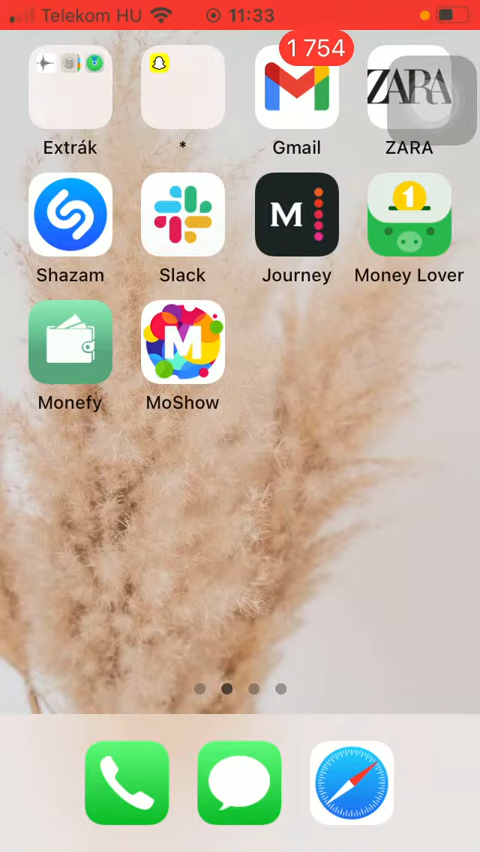 Telekom HU 11:33
1 754
ZARA
Extrák * Gmail ZARA
M 1
Shazam Slack Journey Money Lover
M
Monefy MoShow